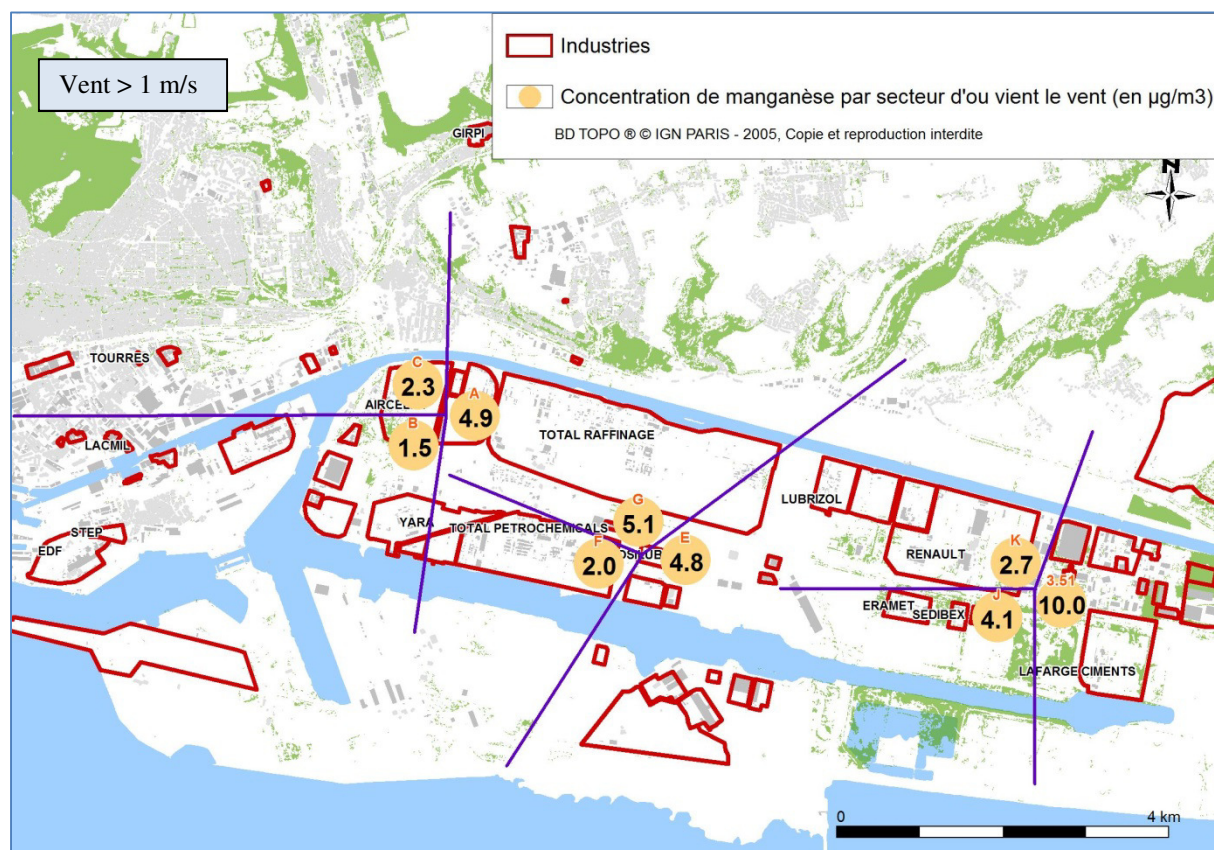 Vent > 1 m/s
Industries
Concentration de manganèse par secteur d'ou vient le vent (en µg/m3)
BD TOPO ® © IGN PARIS - 2005, Copie et reproduction interdite
N
GIRPI
TOURRES
C
2.3
AIRCEL
A
4.9
B
1.5
LACMIL
TOTAL RAFFINAGE
LUBRIZOL
G
5.1
YARA
TOTAL PETROCHEMICALS
STEP
EDF
F
2.0
E
4.8
RENAULT
K
2.7
3.51
10.0
ERAMET
SEDIBEX
J
4.1
LAFARGE CIMENTS
0
4 km